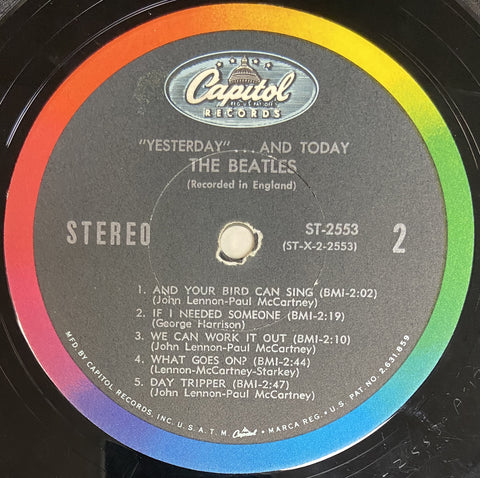 Capitol
REG. U.S. PAT. OFF.
RECORDS
"YESTERDAY"...AND TODAY
THE BEATLES
(Recorded in England)
STEREO
ST-2553
(ST-X-2-2553)
2
1. AND YOUR BIRD CAN SING (BMI-2:02)
(John Lennon-Paul McCartney)
2. IF I NEEDED SOMEONE (BMI-2:19)
(George Harrison)
3. WE CAN WORK IT OUT (BMI-2:10)
(John Lennon-Paul McCartney)
4. WHAT GOES ON? (BMI-2:44)
(Lennon-McCartney-Starkey)
5. DAY TRIPPER (BMI-2:47)
(John Lennon-Paul McCartney)
MFD BY CAPITOL RECORDS, INC. U.S.A. T.M. Capitol • MARCA REG. • U.S. PAT. NO. 2,631,859